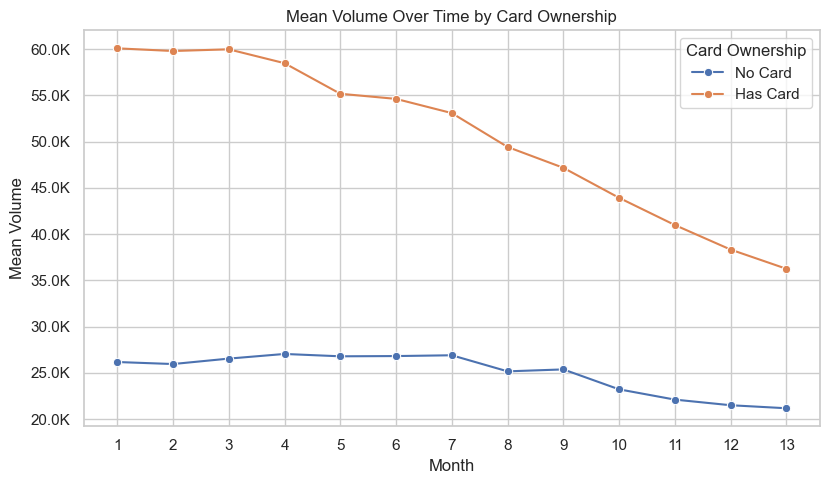 Mean Volume Over Time by Card Ownership
Mean Volume
60.0K
55.0K
50.0K
45.0K
40.0K
35.0K
30.0K
25.0K
20.0K
Card Ownership
No Card
Has Card
1 2 3 4 5 6 7 8 9 10 11 12 13
Month